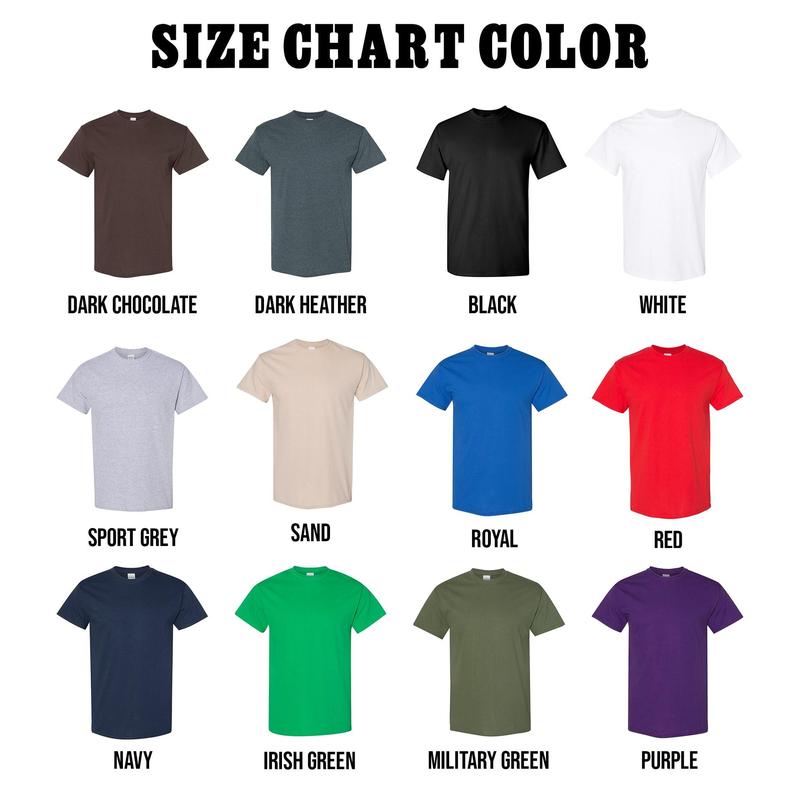 SIZE CHART COLOR
DARK CHOCOLATE
DARK HEATHER
BLACK
WHITE
SPORT GREY
SAND
ROYAL
RED
NAVY
IRISH GREEN
MILITARY GREEN
PURPLE